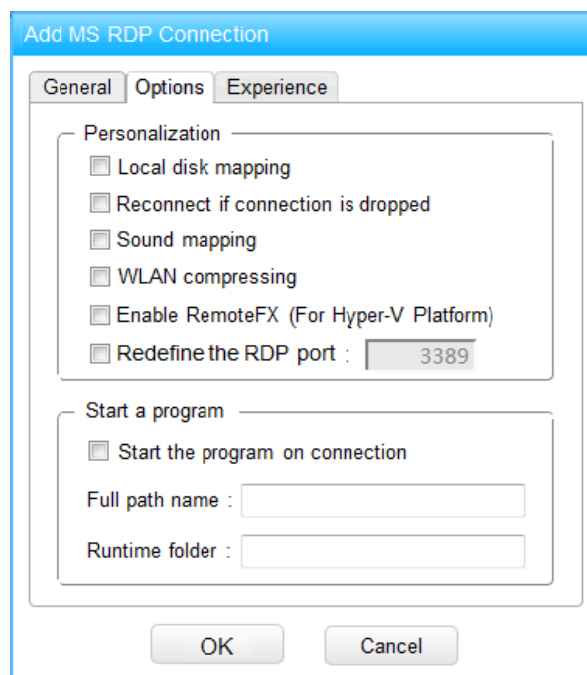 Add MS RDP Connection
General Options Experience
Personalization
Local disk mapping
Reconnect if connection is dropped
Sound mapping
WLAN compressing
Enable RemoteFX (For Hyper-V Platform)
Redefine the RDP port : 3389
Start a program
Start the program on connection
Full path name :
Runtime folder :
OK Cancel